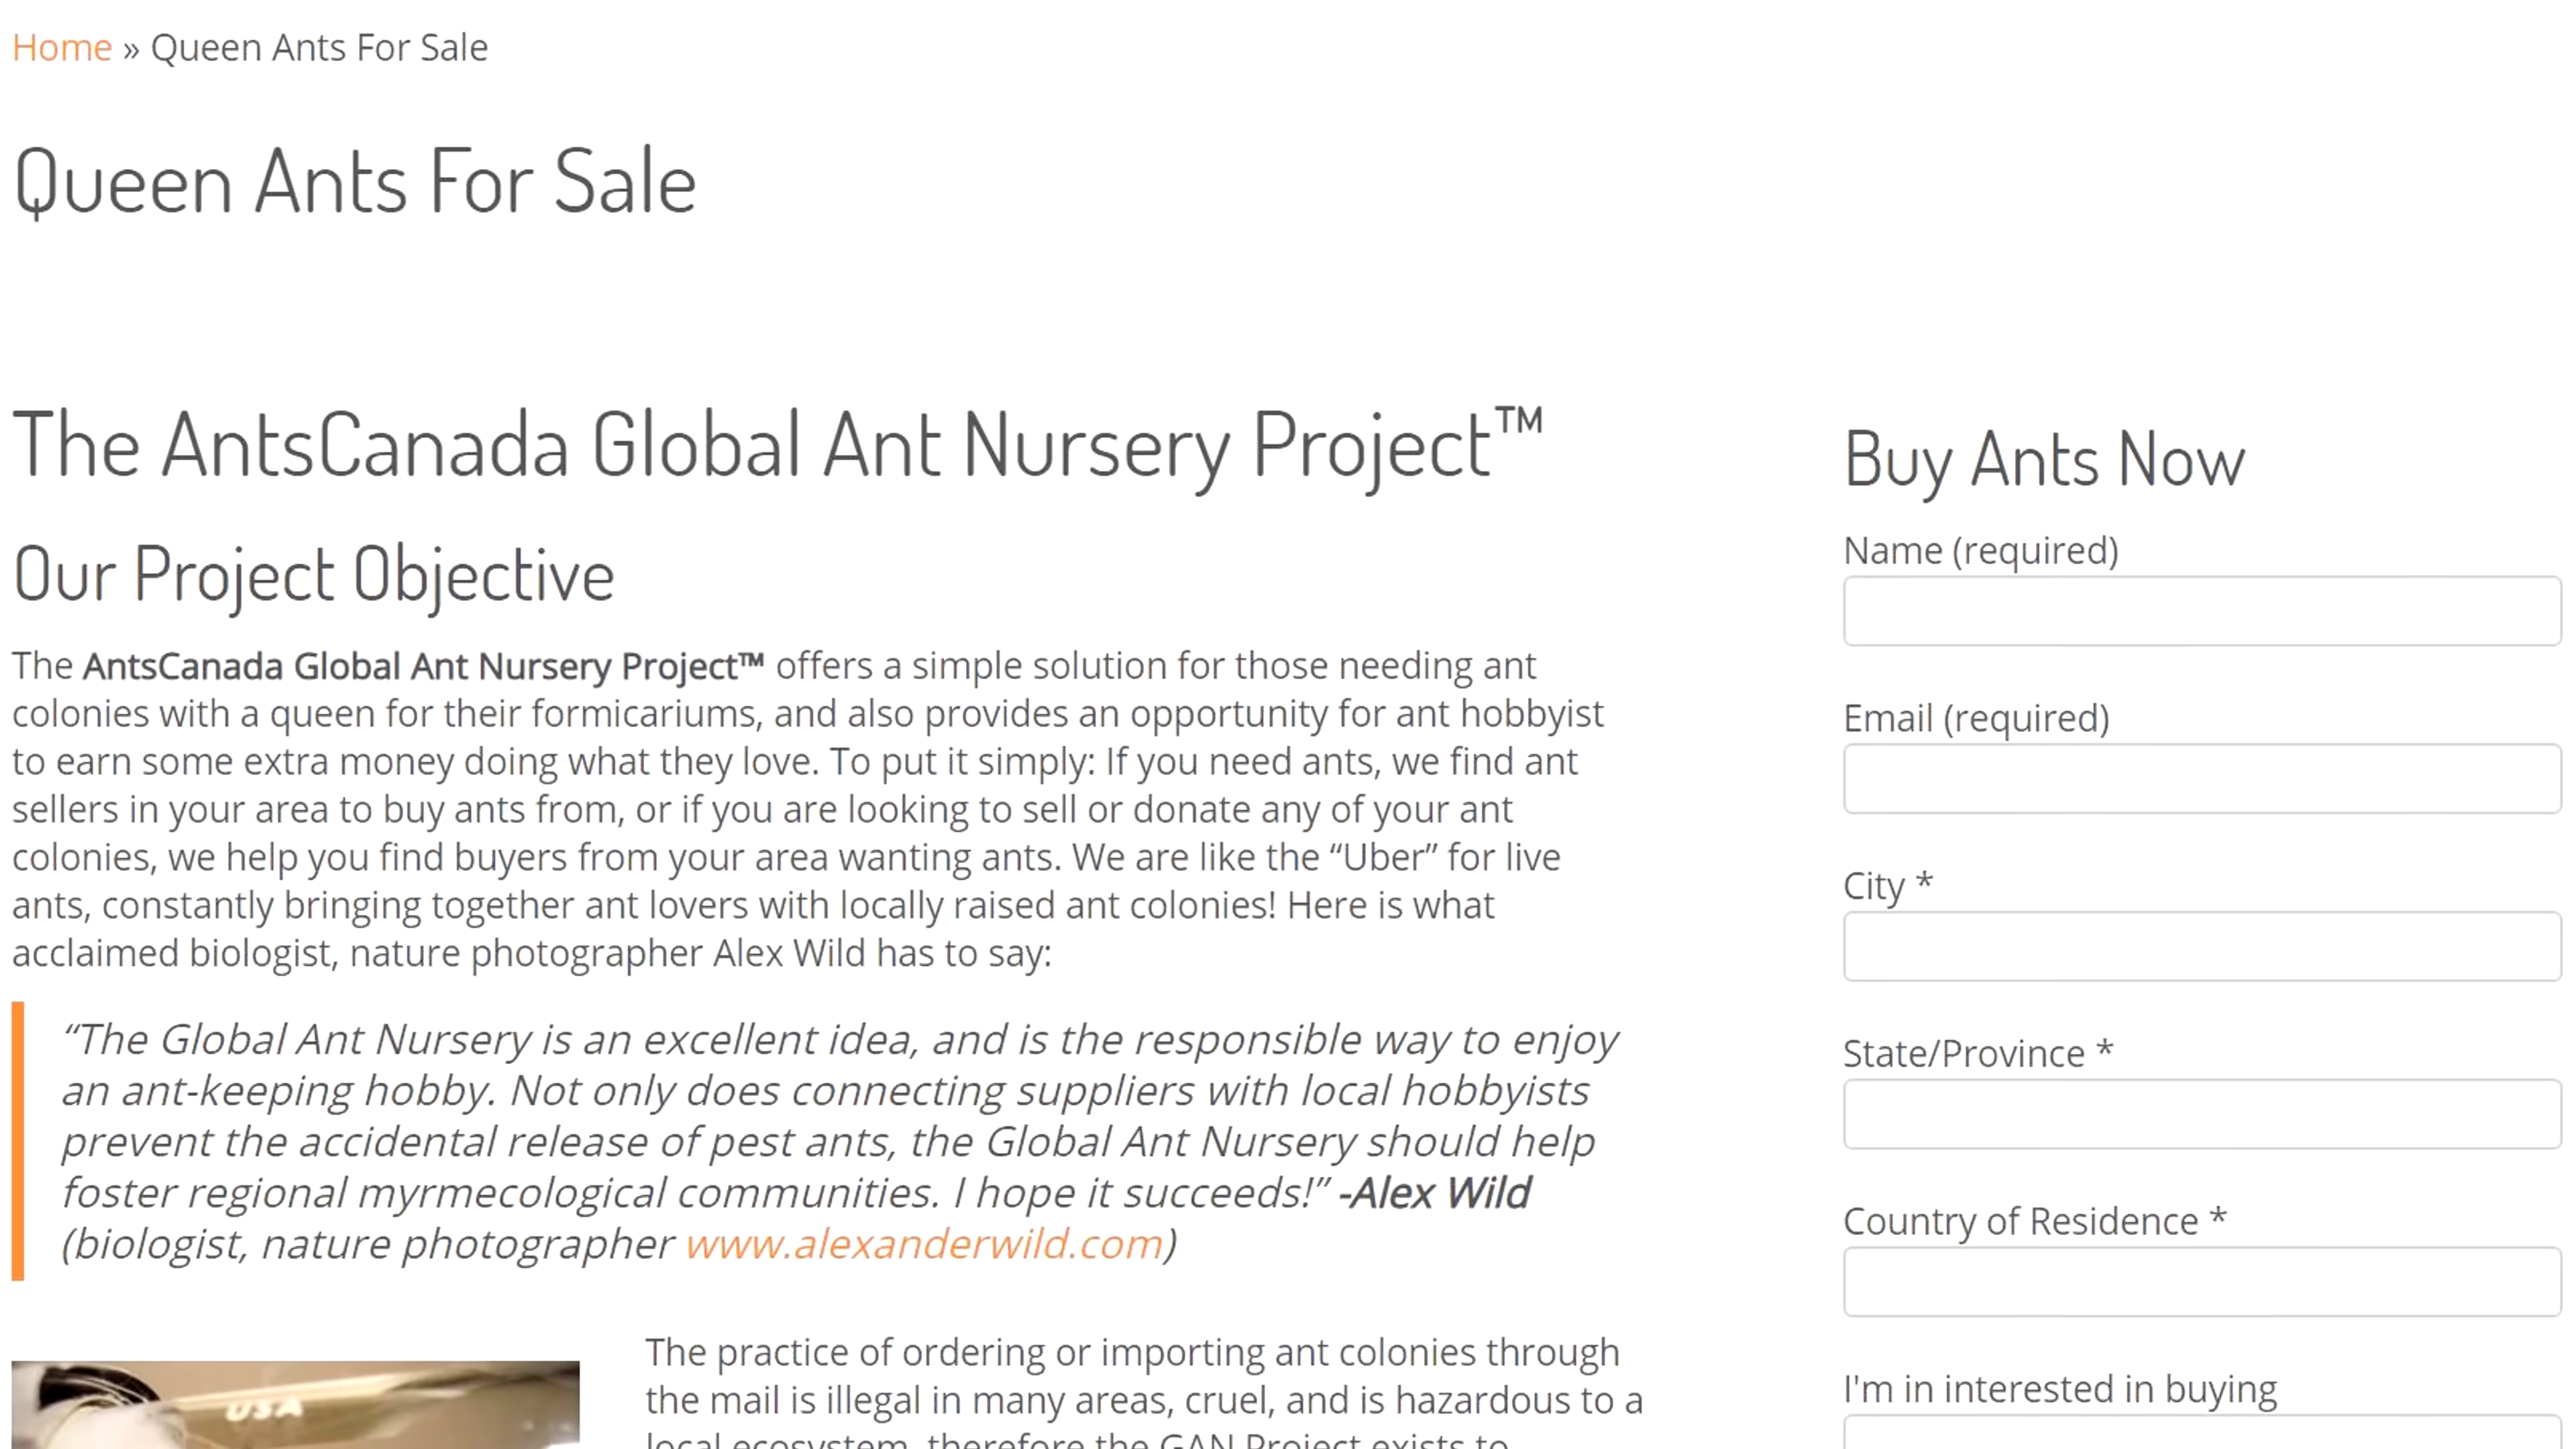 Home » Queen Ants For Sale
Queen Ants For Sale
The AntsCanada Global Ant Nursery Project™
Our Project Objective
The AntsCanada Global Ant Nursery Project™ offers a simple solution for those needing ant
colonies with a queen for their formicariums, and also provides an opportunity for ant hobbyist
to earn some extra money doing what they love. To put it simply: If you need ants, we find ant
sellers in your area to buy ants from, or if you are looking to sell or donate any of your ant
colonies, we help you find buyers from your area wanting ants. We are like the “Uber” for live
ants, constantly bringing together ant lovers with locally raised ant colonies! Here is what
acclaimed biologist, nature photographer Alex Wild has to say:
“The Global Ant Nursery is an excellent idea, and is the responsible way to enjoy
an ant-keeping hobby. Not only does connecting suppliers with local hobbyists
prevent the accidental release of pest ants, the Global Ant Nursery should help
foster regional myrmecological communities. I hope it succeeds!” -Alex Wild
(biologist, nature photographer www.alexanderwild.com)
USA
The practice of ordering or importing ant colonies through
the mail is illegal in many areas, cruel, and is hazardous to a
local ecosystem, therefore the GAN Project exists to
Buy Ants Now
Name (required)
Email (required)
City *
State/Province *
Country of Residence *
I'm in interested in buying